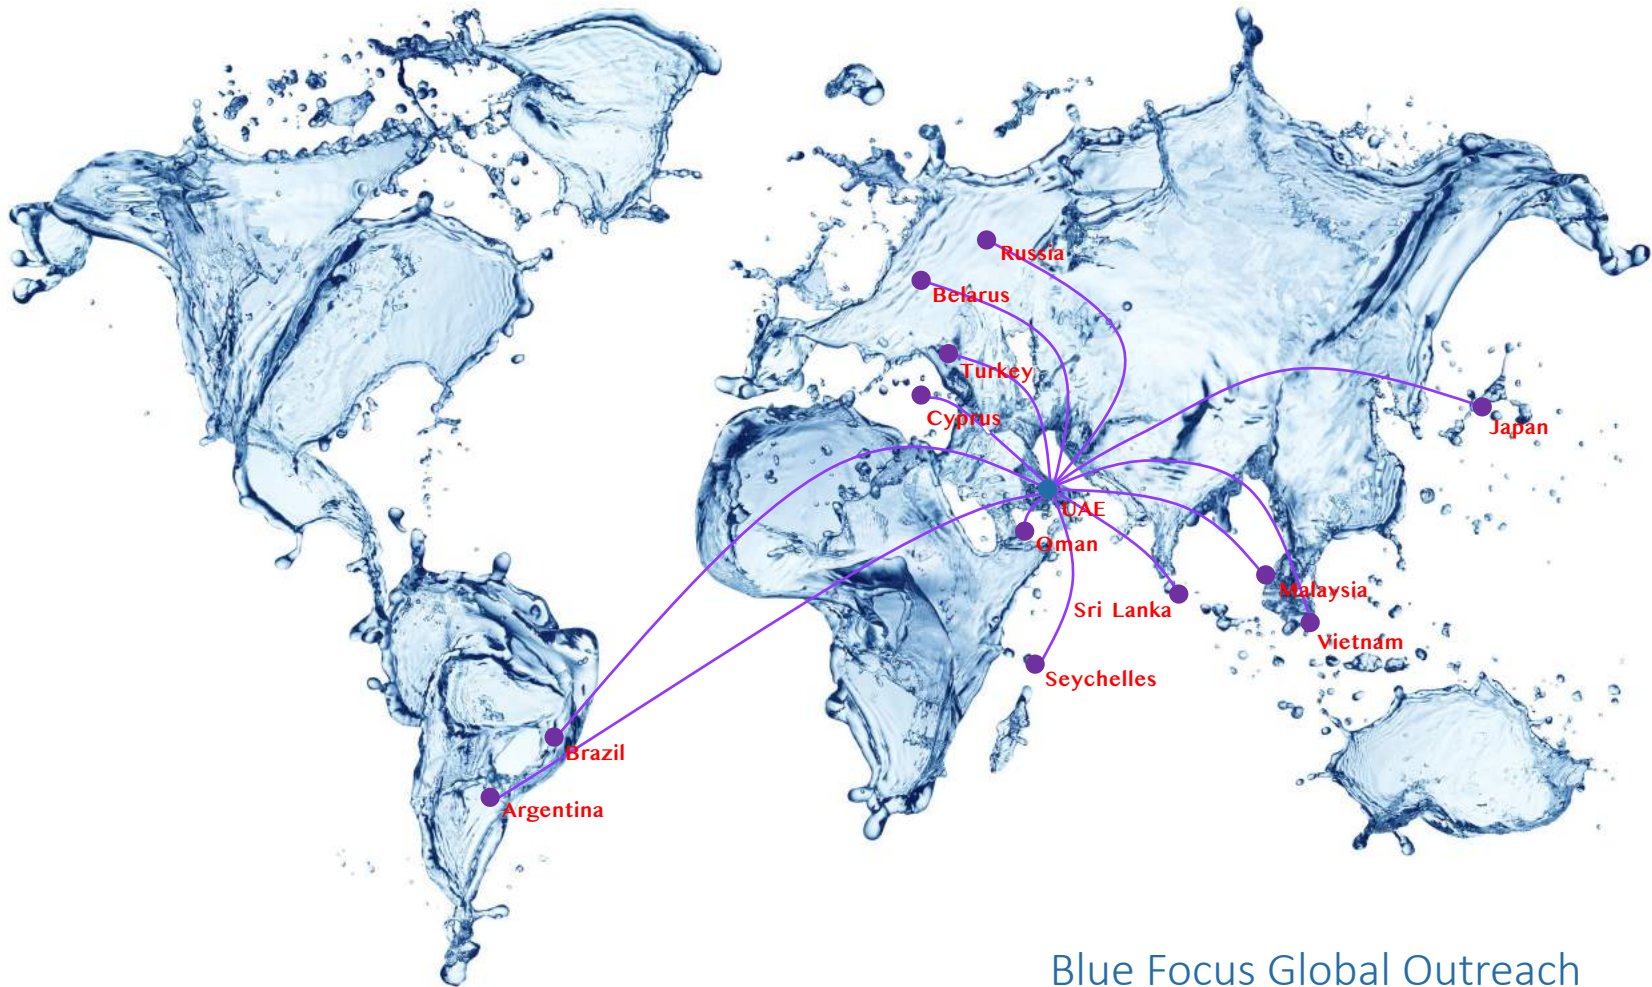 Russia
Belarus
Turkey
Cyprus
Japan
UAE
Oman
Malaysia
Sri Lanka
Vietnam
Seychelles
Brazil
Argentina
Blue Focus Global Outreach